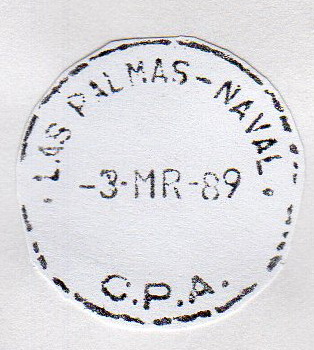 · LAS PALMAS-NAVAL ·
-3-MR-89
C.P.A.